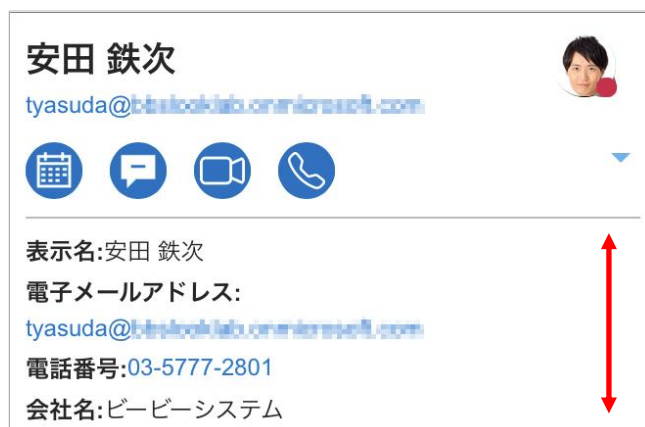 安田 鉄次
tyasuda@
表示名:安田 鉄次
電子メールアドレス:
tyasuda@
電話番号:03-5777-2801
会社名:ビービーシステム